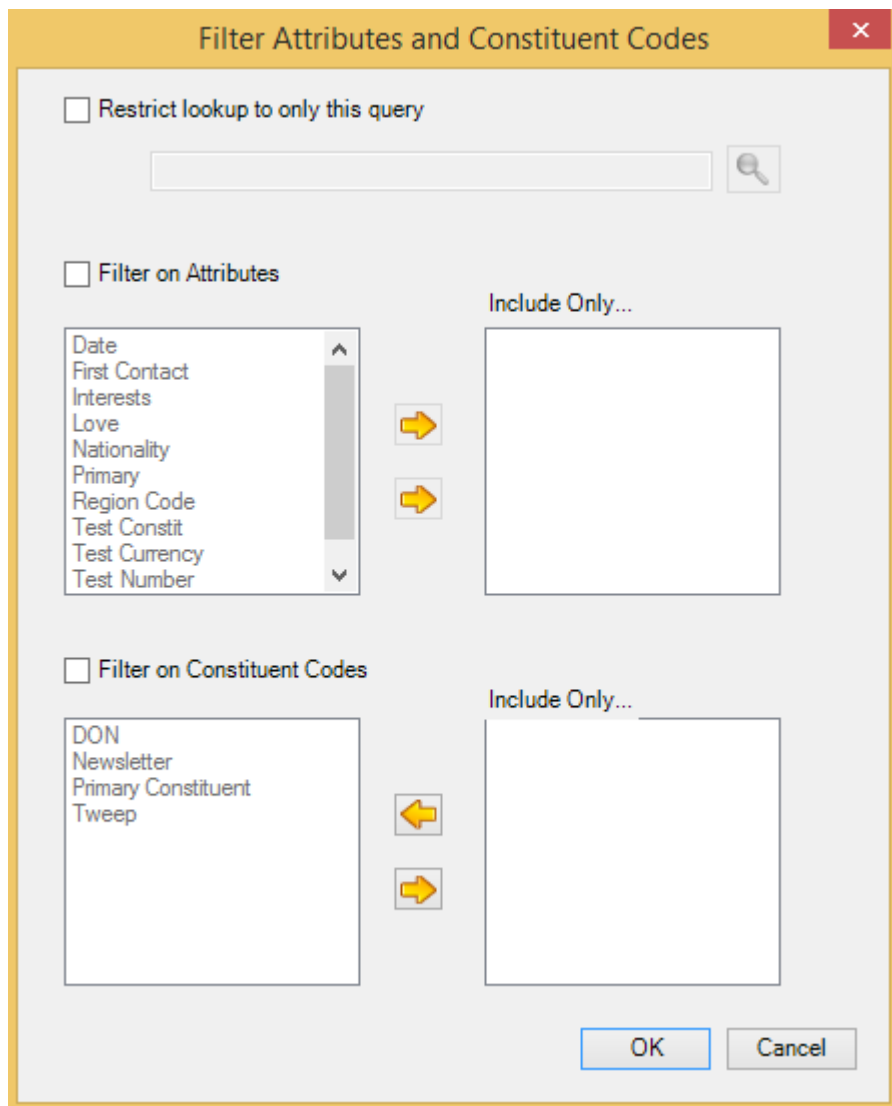 Filter Attributes and Constituent Codes
Restrict lookup to only this query
Filter on Attributes
Include Only...
Date
First Contact
Interests
Love
Nationality
Primary
Region Code
Test Constit
Test Currency
Test Number
Filter on Constituent Codes
Include Only...
DON
Newsletter
Primary Constituent
Tweep
OK
Cancel